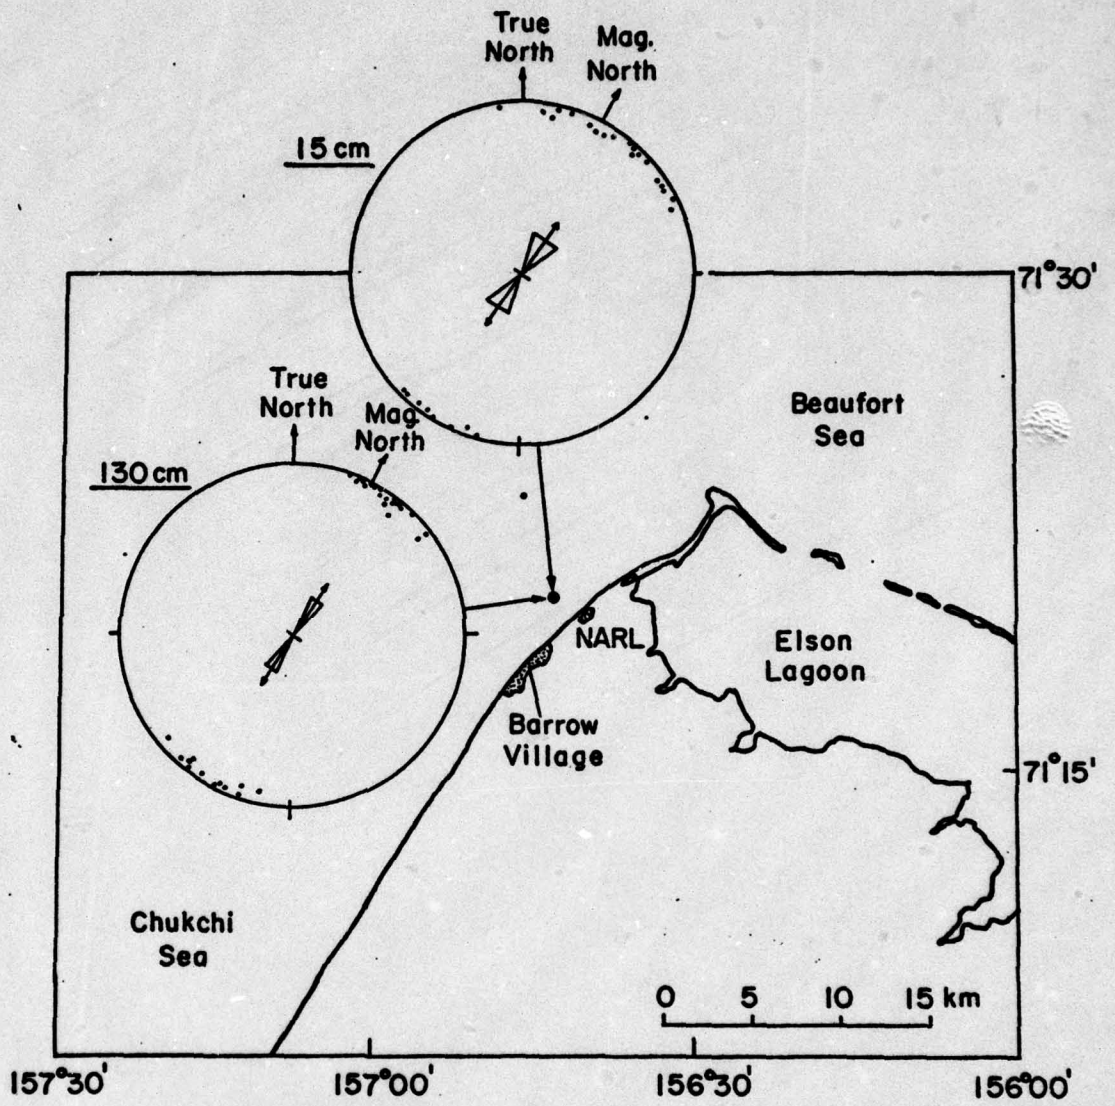 True
North
Mag.
North
15 cm
71°30'
True
North
Mag
North
130 cm
Beaufort
Sea
NARL
Elson
Lagoon
Barrow
Village
71°15'
Chukchi
Sea
0 5 10 15 km
157°30' 157°00' 156°30' 156°00'